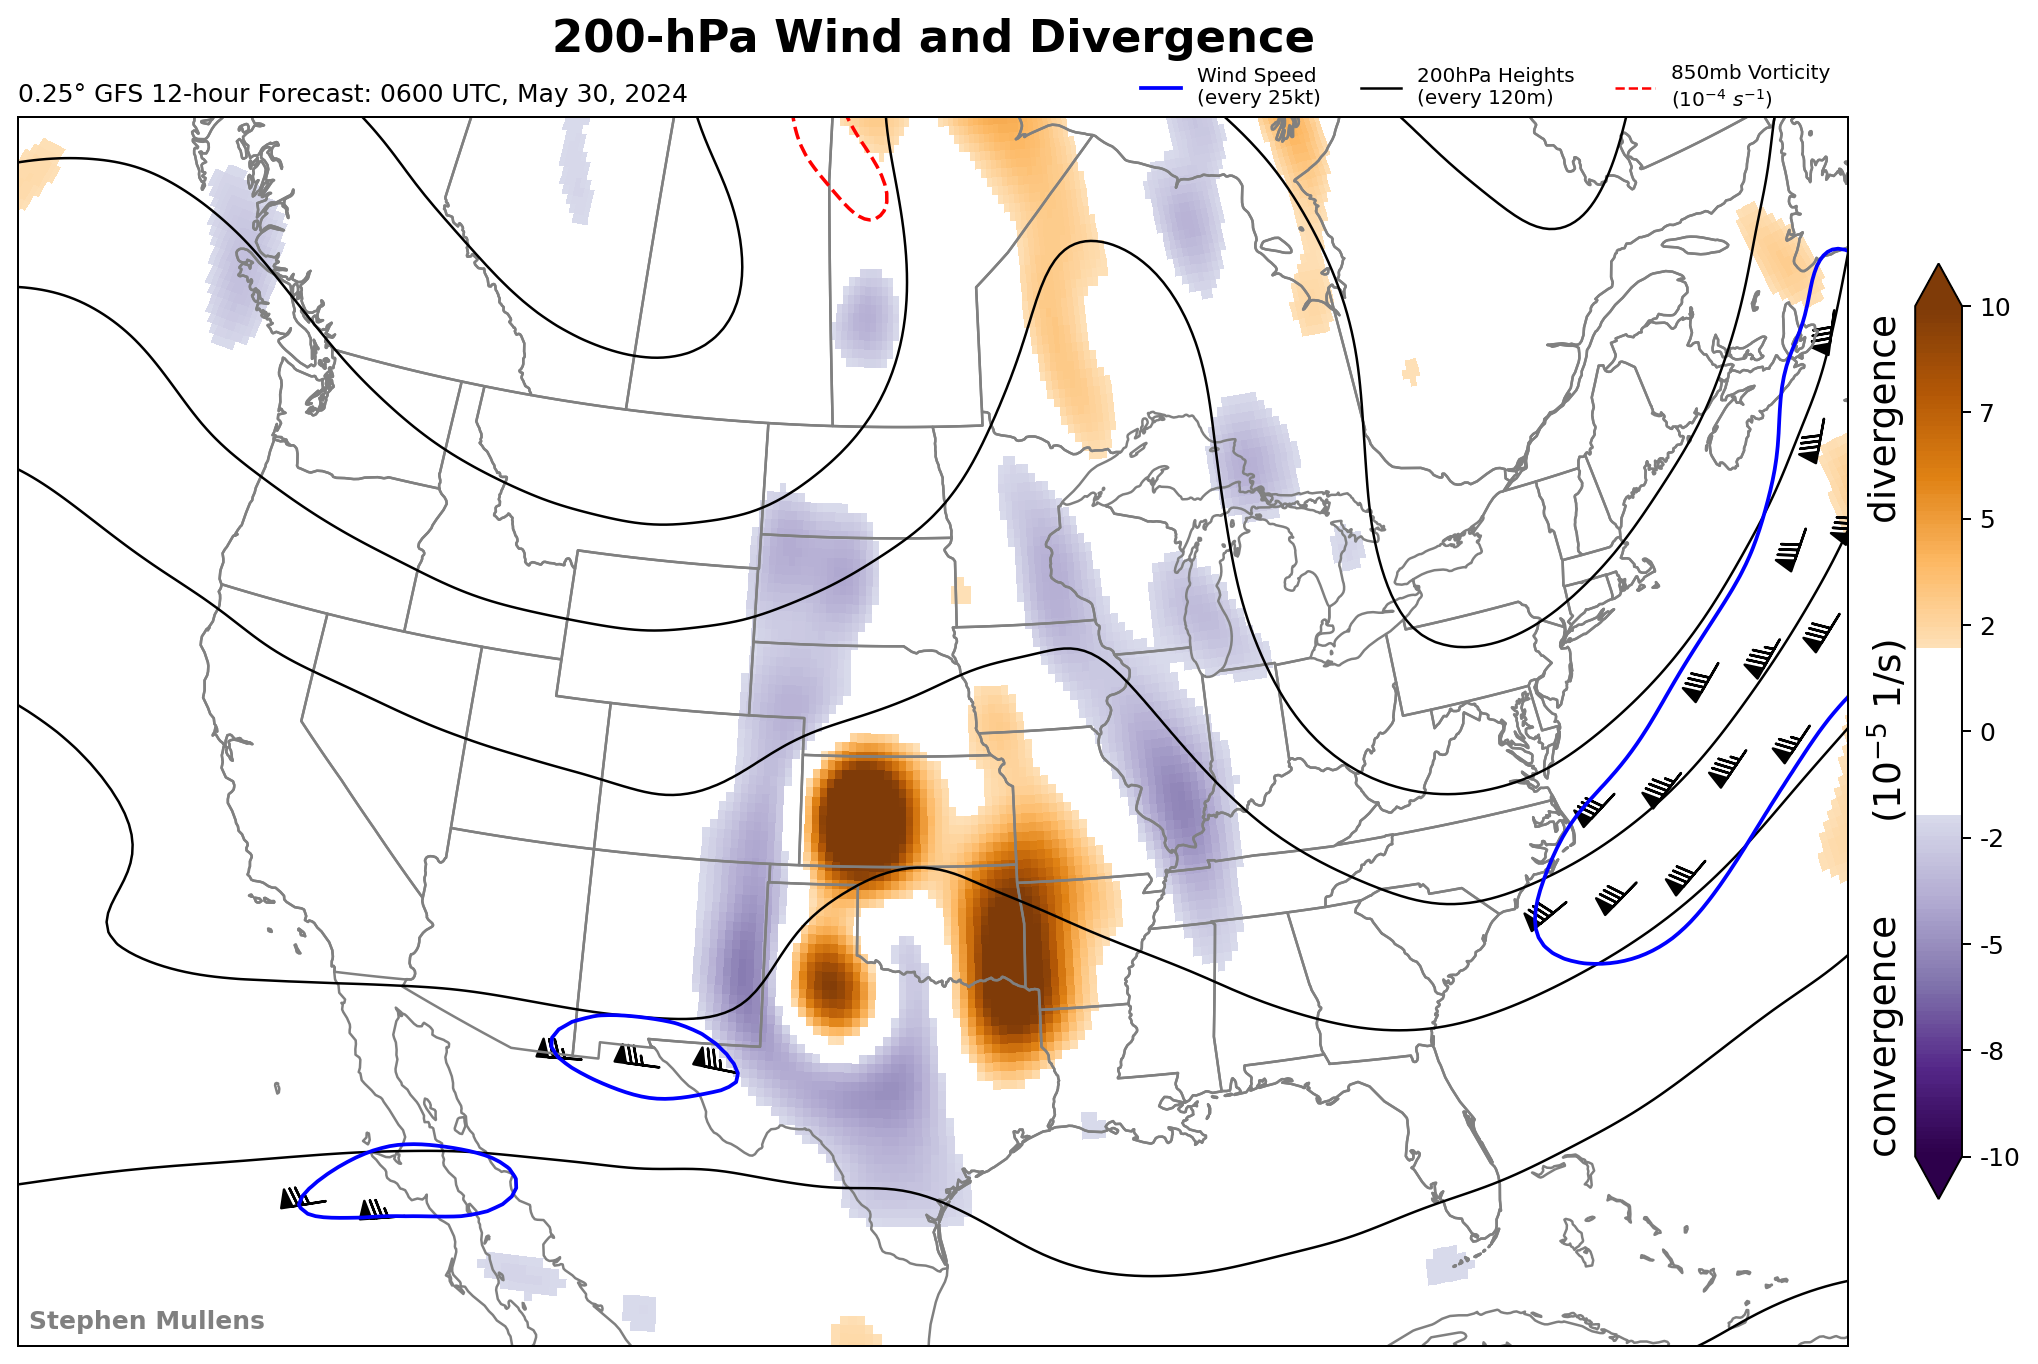 200-hPa Wind and Divergence
0.25° GFS 12-hour Forecast: 0600 UTC, May 30, 2024
Wind Speed
(every 25kt)
200hPa Heights
(every 120m)
850mb Vorticity
(10⁻⁴ s⁻¹)
10
7
5
2
0
-2
-5
-8
-10
convergence (10⁻⁵ 1/s) divergence
Stephen Mullens